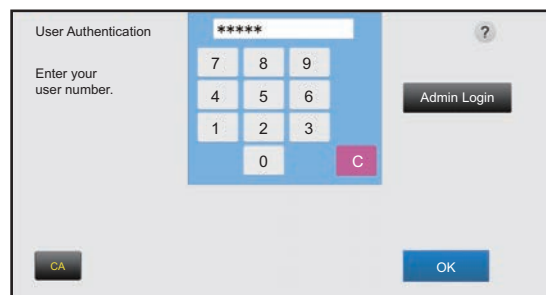 User Authentication
*****
?
Enter your
user number.
7 8 9
4 5 6
Admin Login
1 2 3
0 C
CA
OK